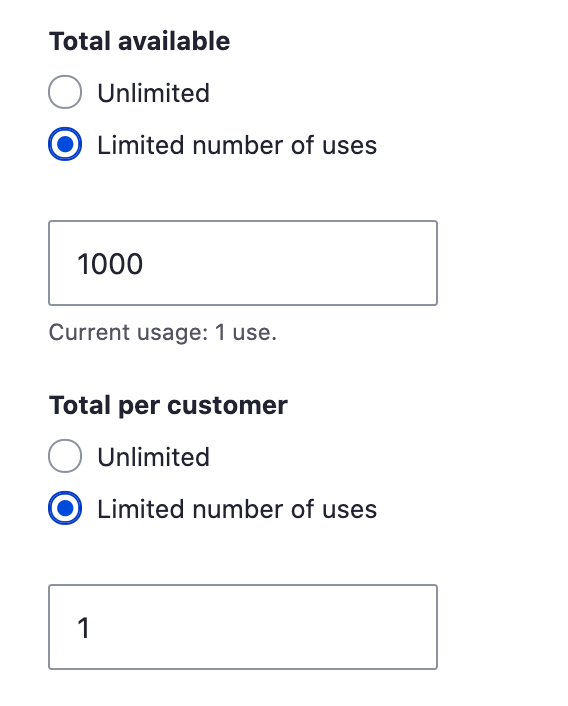 Total available
Unlimited
Limited number of uses
1000
Current usage: 1 use.
Total per customer
Unlimited
Limited number of uses
1